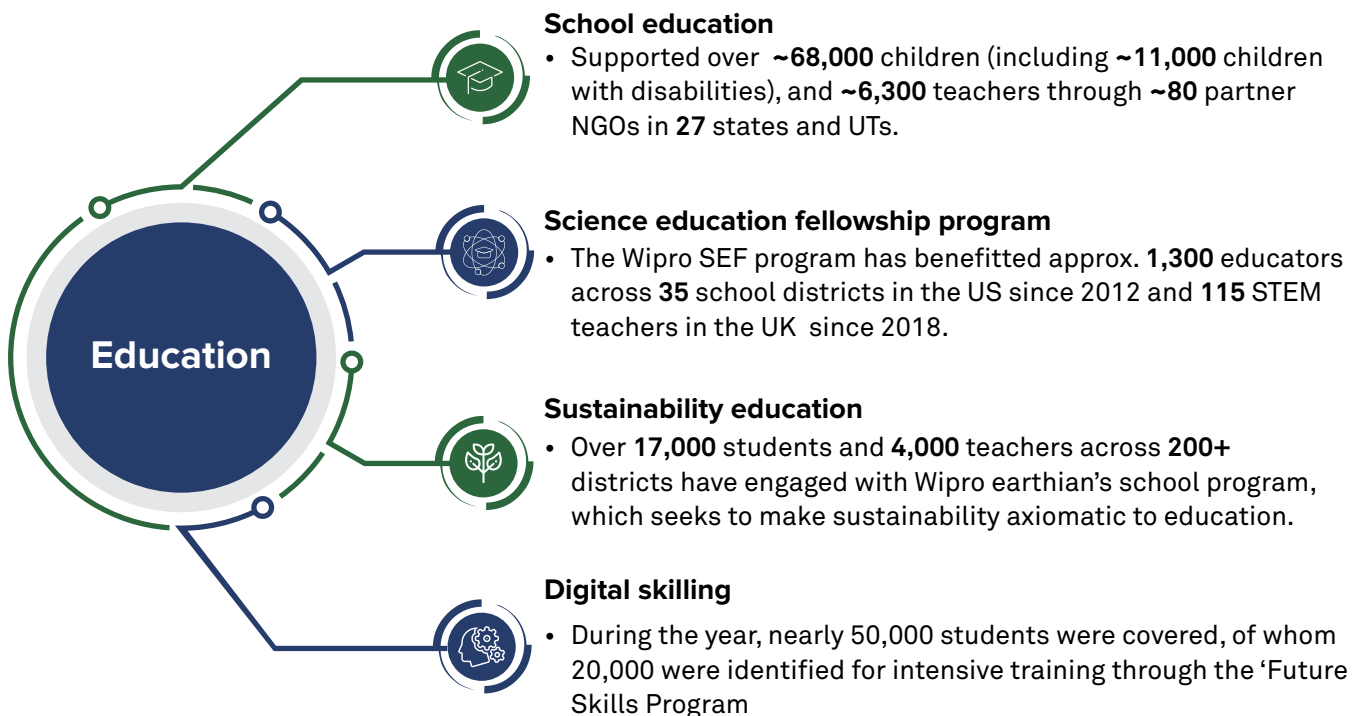 School education
• Supported over ~68,000 children (including ~11,000 children
with disabilities), and ~6,300 teachers through ~80 partner
NGOs in 27 states and UTs.
Science education fellowship program
• The Wipro SEF program has benefitted approx. 1,300 educators
across 35 school districts in the US since 2012 and 115 STEM
teachers in the UK since 2018.
Education
Sustainability education
• Over 17,000 students and 4,000 teachers across 200+
districts have engaged with Wipro earthian’s school program,
which seeks to make sustainability axiomatic to education.
Digital skilling
• During the year, nearly 50,000 students were covered, of whom
20,000 were identified for intensive training through the ‘Future
Skills Program